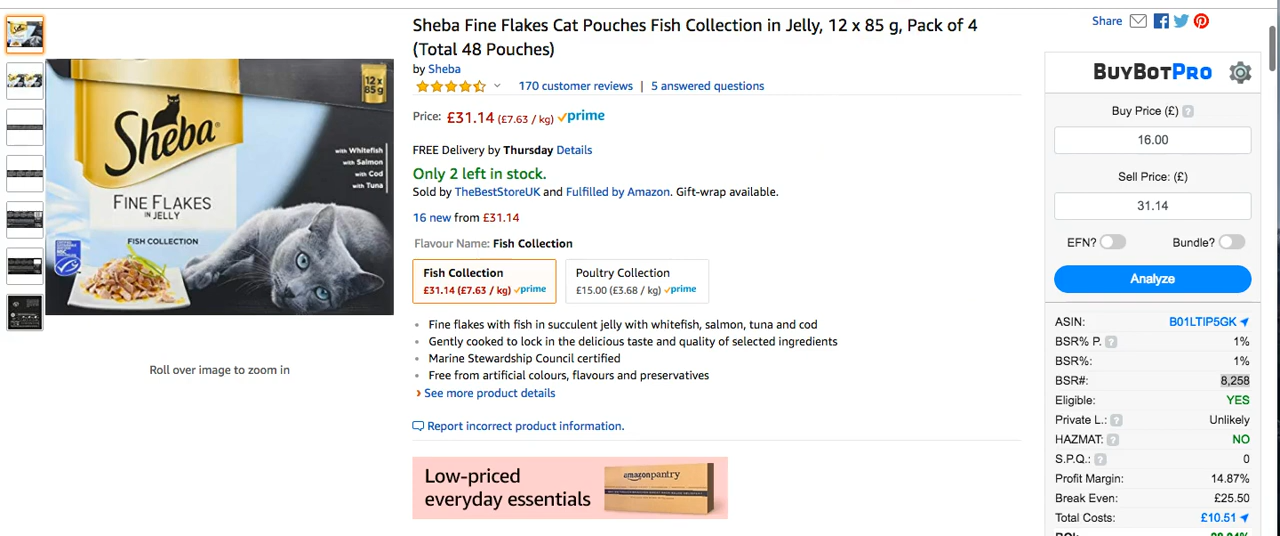 Sheba Fine Flakes Cat Pouches Fish Collection in Jelly, 12 x 85 g, Pack of 4
(Total 48 Pouches)
by Sheba
170 customer reviews | 5 answered questions
Price: £31.14 (£7.63 / kg) prime
FREE Delivery by Thursday Details
Only 2 left in stock.
Sold by TheBestStoreUK and Fulfilled by Amazon. Gift-wrap available.
16 new from £31.14
Flavour Name: Fish Collection
Fish Collection
£31.14 (£7.63 / kg) prime
Poultry Collection
£15.00 (£3.68 / kg) prime
Fine flakes with fish in succulent jelly with whitefish, salmon, tuna and cod
Gently cooked to lock in the delicious taste and quality of selected ingredients
Marine Stewardship Council certified
Free from artificial colours, flavours and preservatives
› See more product details
Report incorrect product information.
Low-priced
everyday essentials
amazonpantry
12 x
85g
Sheba
with Whitefish
with Salmon
with Cod
with Tuna
FINE FLAKES
IN JELLY
FISH COLLECTION
Roll over image to zoom in
Share
BUYBOTPRO
Buy Price (£) ?
16.00
Sell Price: (£)
31.14
EFN? Bundle?
Analyze
ASIN: B01LTIP5GK
BSR% P. ? 1%
BSR%: 1%
BSR#: 8,258
Eligible: YES
Private L.: ? Unlikely
HAZMAT: ? NO
S.P.Q.: ? 0
Profit Margin: 14.87%
Break Even: £25.50
Total Costs: £10.51